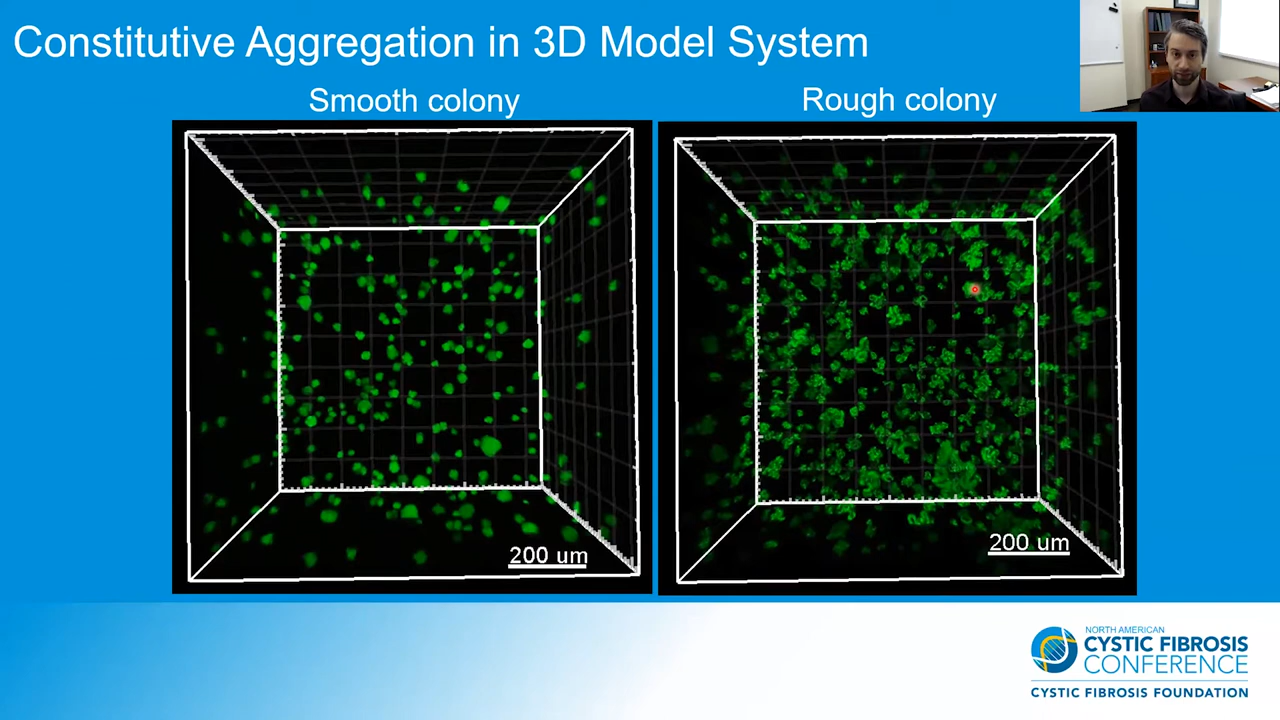 Constitutive Aggregation in 3D Model System
Smooth colony
Rough colony
200 um
200 um
NORTH AMERICAN
CYSTIC FIBROSIS
CONFERENCE
CYSTIC FIBROSIS FOUNDATION